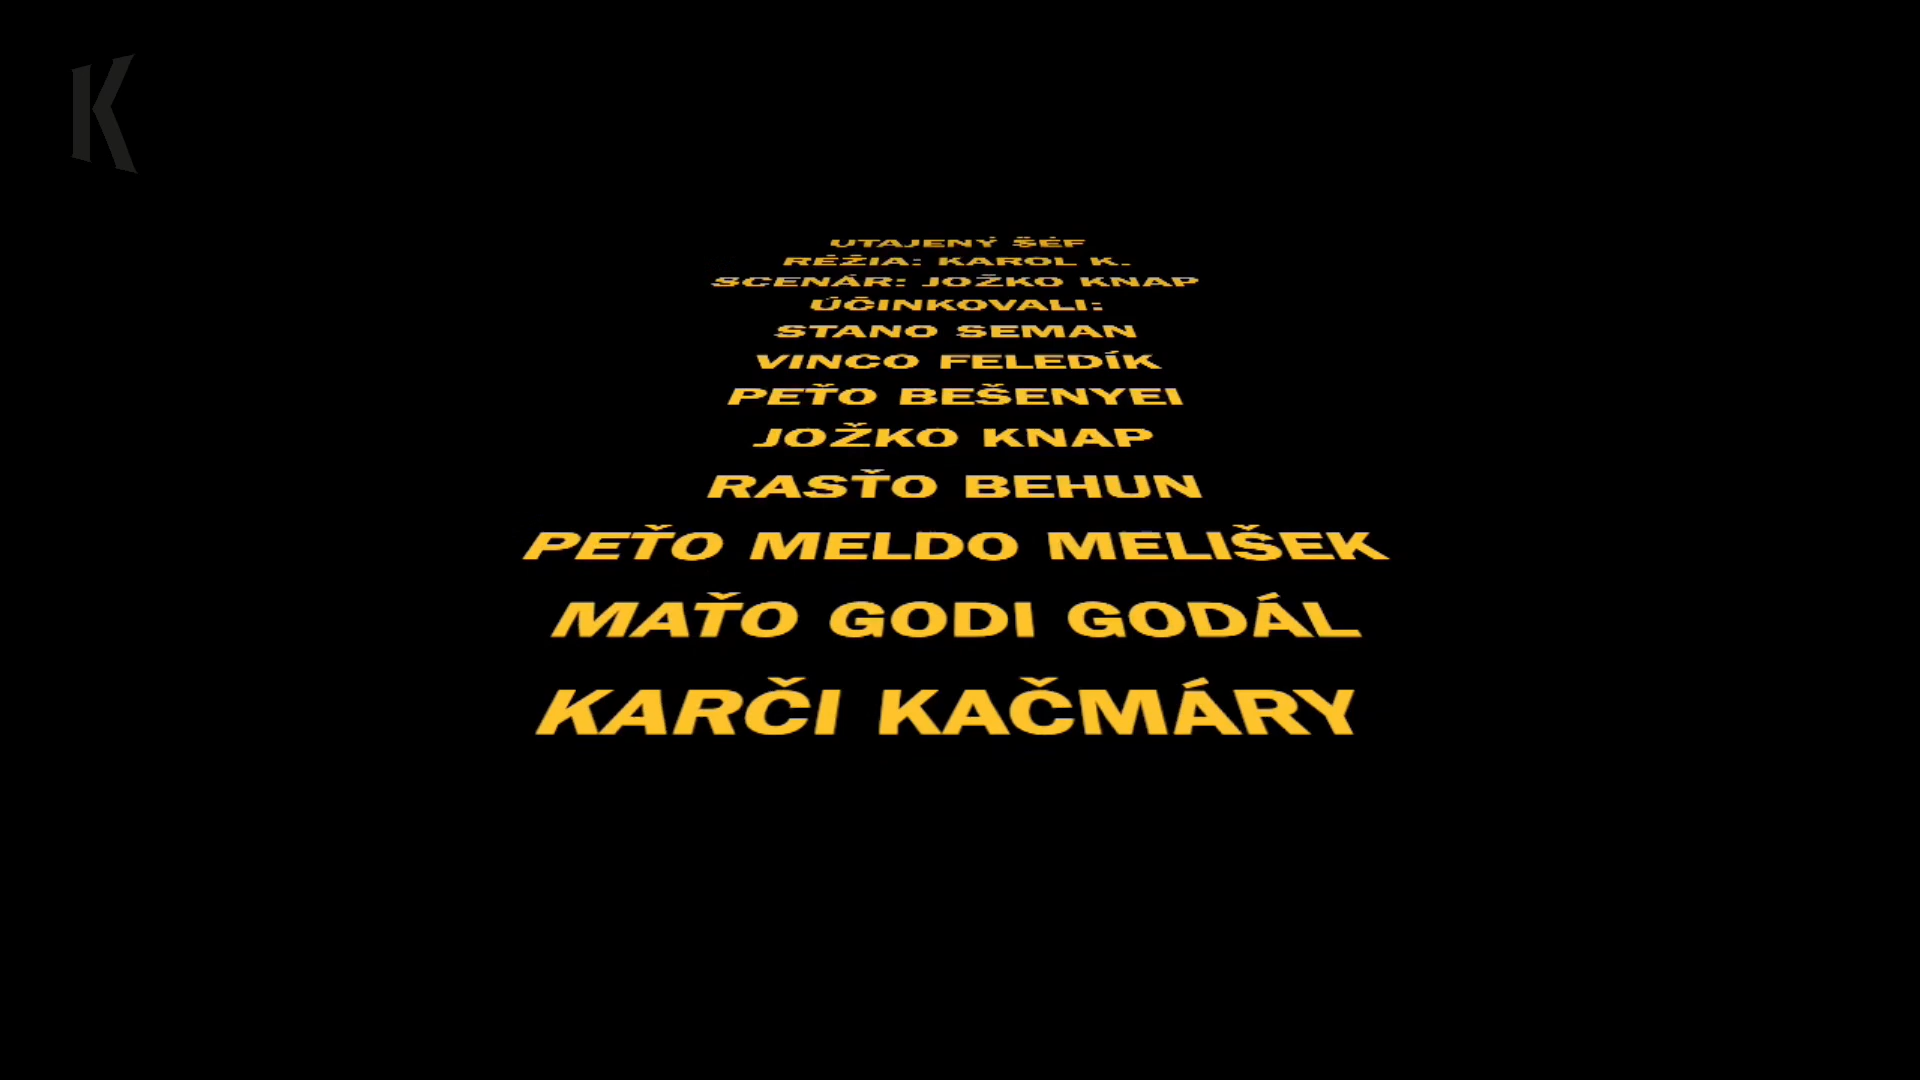 K
UTAJENÝ ŠÉF
RÉŽIA: KAROL K.
SCENÁR: JOŽKO KNAP
ÚČINKOVALI:
STANO SEMAN
VINCO FELEDÍK
PEŤO BEŠENYEI
JOŽKO KNAP
RASŤO BEHUN
PEŤO MELDO MELIŠEK
MAŤO GODI GODÁL
KARČI KAČMÁRY